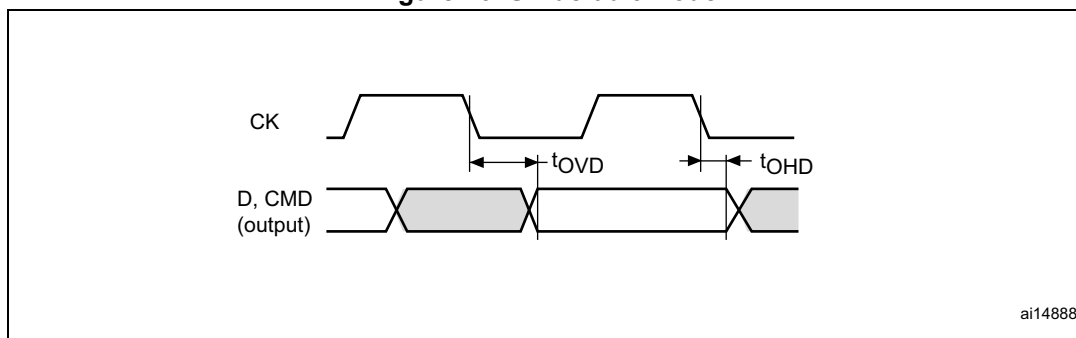 CK
tOVD
tOHD
D, CMD
(output)
ai14888